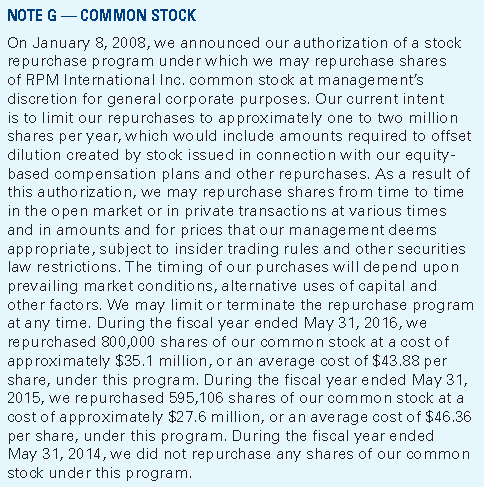 NOTE G — COMMON STOCK
On January 8, 2008, we announced our authorization of a stock
repurchase program under which we may repurchase shares
of RPM International Inc. common stock at management's
discretion for general corporate purposes. Our current intent
is to limit our repurchases to approximately one to two million
shares per year, which would include amounts required to offset
dilution created by stock issued in connection with our equity-
based compensation plans and other repurchases. As a result of
this authorization, we may repurchase shares from time to time
in the open market or in private transactions at various times
and in amounts and for prices that our management deems
appropriate, subject to insider trading rules and other securities
law restrictions. The timing of our purchases will depend upon
prevailing market conditions, alternative uses of capital and
other factors. We may limit or terminate the repurchase program
at any time. During the fiscal year ended May 31, 2016, we
repurchased 800,000 shares of our common stock at a cost of
approximately $35.1 million, or an average cost of $43.88 per
share, under this program. During the fiscal year ended May 31,
2015, we repurchased 595,106 shares of our common stock at a
cost of approximately $27.6 million, or an average cost of $46.36
per share, under this program. During the fiscal year ended
May 31, 2014, we did not repurchase any shares of our common
stock under this program.